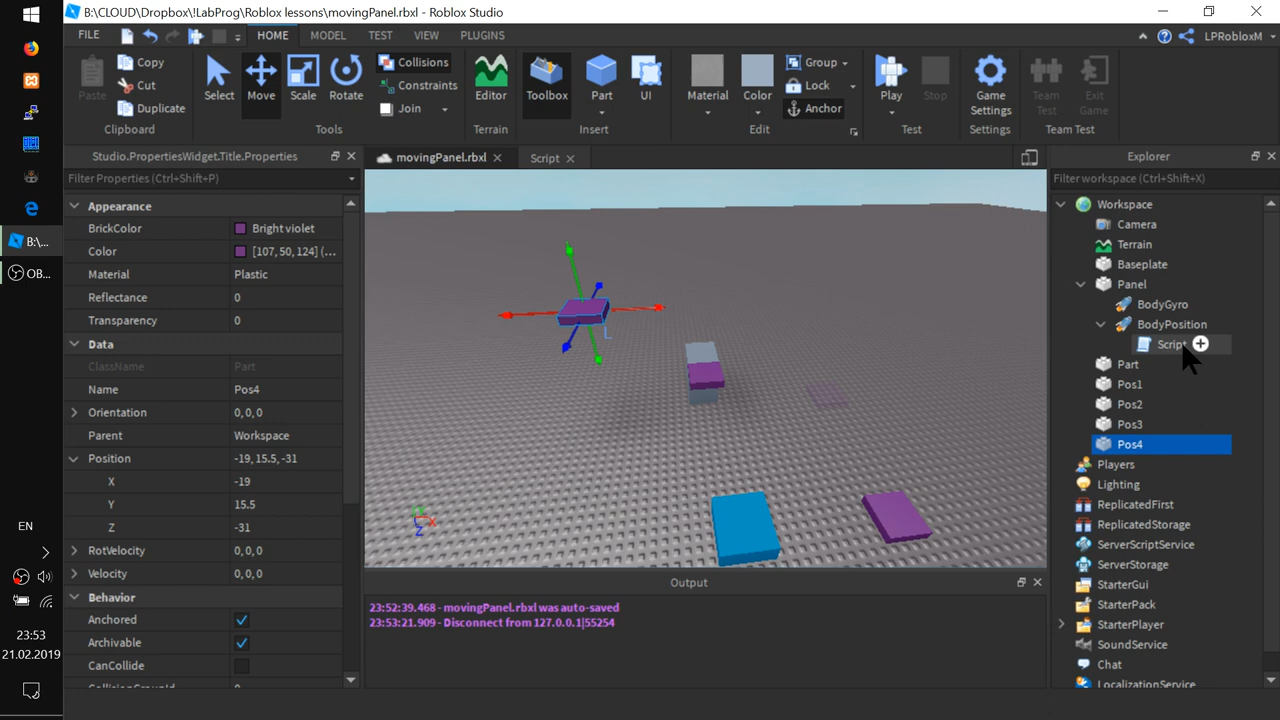 B:\CLOUD\Dropbox\!LabProg\Roblox lessons\movingPanel.rbxl - Roblox Studio
FILE HOME MODEL TEST VIEW PLUGINS LPRobloxM
Paste
Copy
Cut
Duplicate
Clipboard
Select Move Scale Rotate
Collisions
Constraints
Join
Tools
Editor
Terrain
Toolbox Part UI
Insert
Material Color
Group
Lock
Anchor
Edit
Play Stop
Test
Game Settings
Settings
Team Test Exit Game
Team Test
Studio.PropertiesWidget.Title.Properties
Filter Properties (Ctrl+Shift+P)
Appearance
BrickColor Bright violet
Color [107, 50, 124] (...
Material Plastic
Reflectance 0
Transparency 0
Data
ClassName Part
Name Pos4
Orientation 0, 0, 0
Parent Workspace
Position -19, 15.5, -31
X -19
Y 15.5
Z -31
RotVelocity 0, 0, 0
Velocity 0, 0, 0
Behavior
Anchored
Archivable
CanCollide
movingPanel.rbxl Script
L
X
Z
Output
23:52:39.468 - movingPanel.rbxl was auto-saved
23:53:21.909 - Disconnect from 127.0.0.1|55254
Explorer
Filter workspace (Ctrl+Shift+X)
Workspace
Camera
Terrain
Baseplate
Panel
BodyGyro
BodyPosition
Script
Part
Pos1
Pos2
Pos3
Pos4
Players
Lighting
ReplicatedFirst
ReplicatedStorage
ServerScriptService
ServerStorage
StarterGui
StarterPack
StarterPlayer
SoundService
Chat
LocalizationService
B:\...
OB...
EN
23:53
21.02.2019